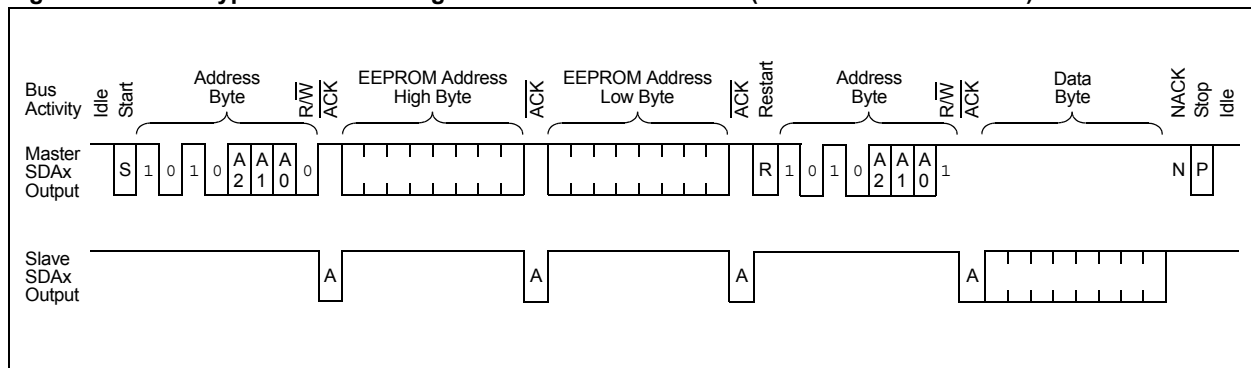 Bus
Activity
Idle
Start
Address
Byte
R/W
ACK
EEPROM Address
High Byte
ACK
EEPROM Address
Low Byte
ACK
Restart
Address
Byte
R/W
ACK
Data
Byte
NACK
Stop
Idle
Master
SDAx
Output
S 1 0 1 0 A2 A1 A0 0 R 1 0 1 0 A2 A1 A0 1 N P
Slave
SDAx
Output
A A A A